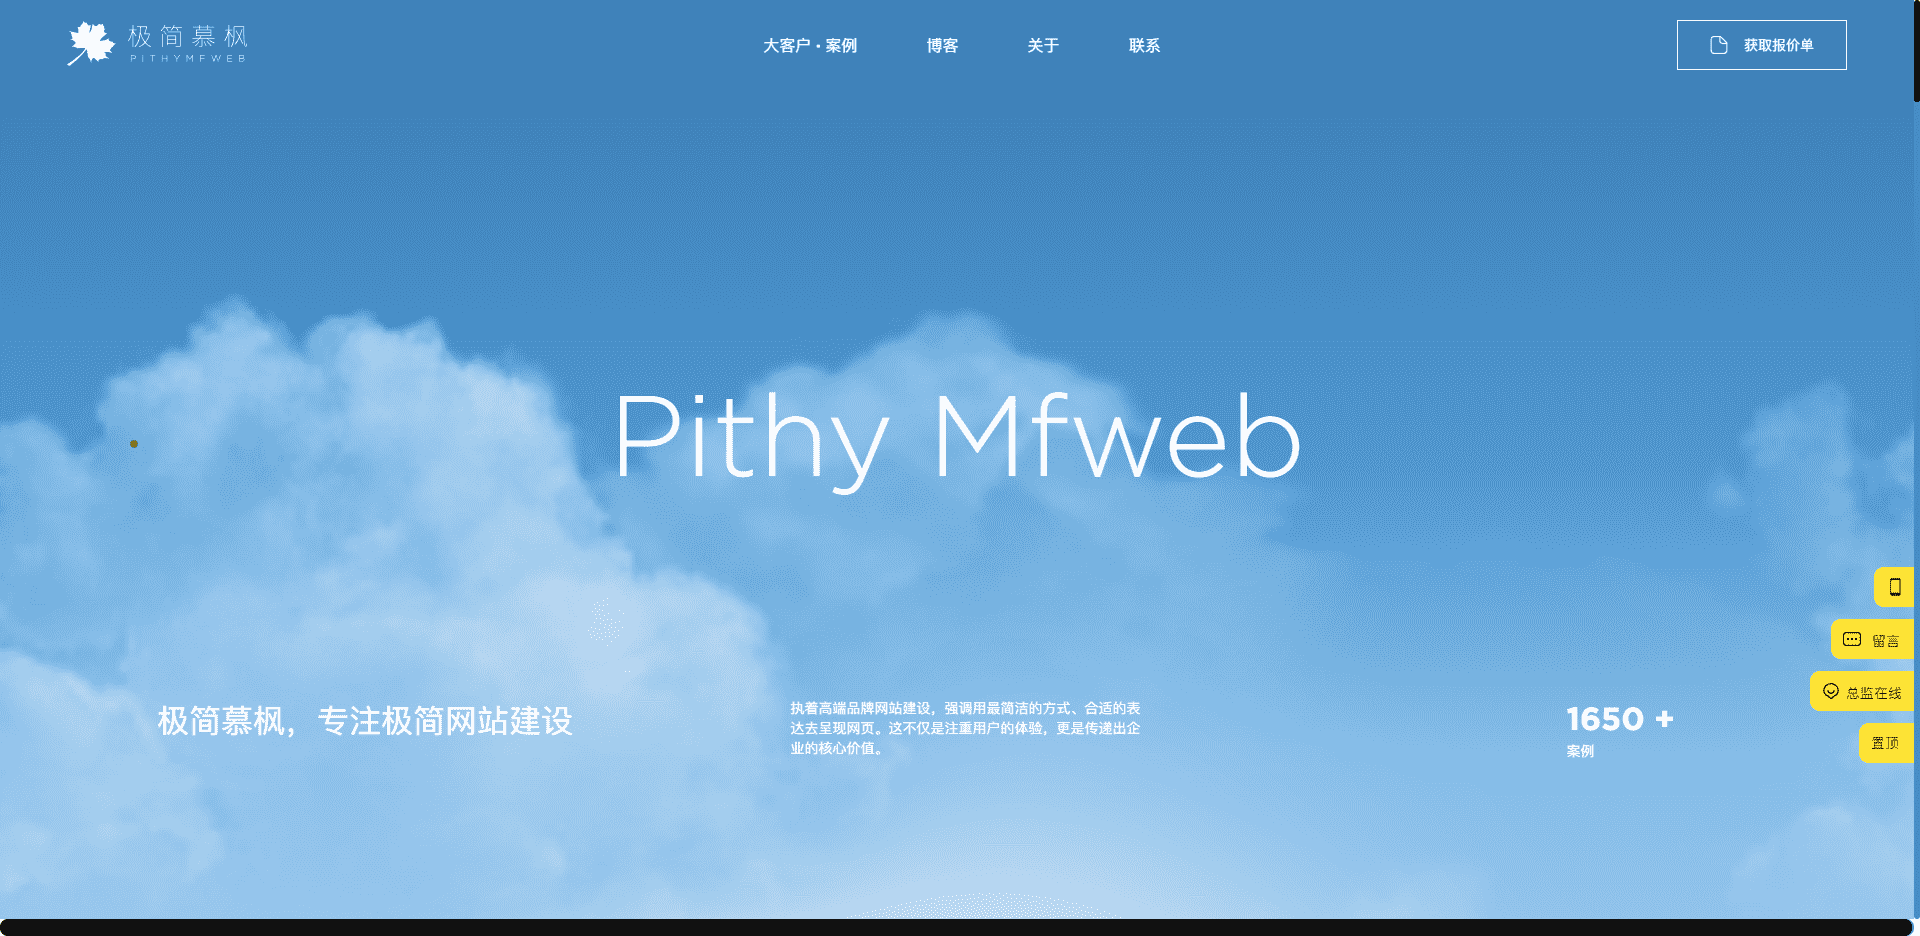 极简慕枫
PITHYMFWEB
大客户·案例
博客
关于
联系
获取报价单
Pithy Mfweb
留言
总监在线
置顶
极简慕枫，专注极简网站建设
执着高端品牌网站建设，强调用最简洁的方式、合适的表
达去呈现网页。这不仅是注重用户的体验，更是传递出企
业的核心价值。
1650 +
案例